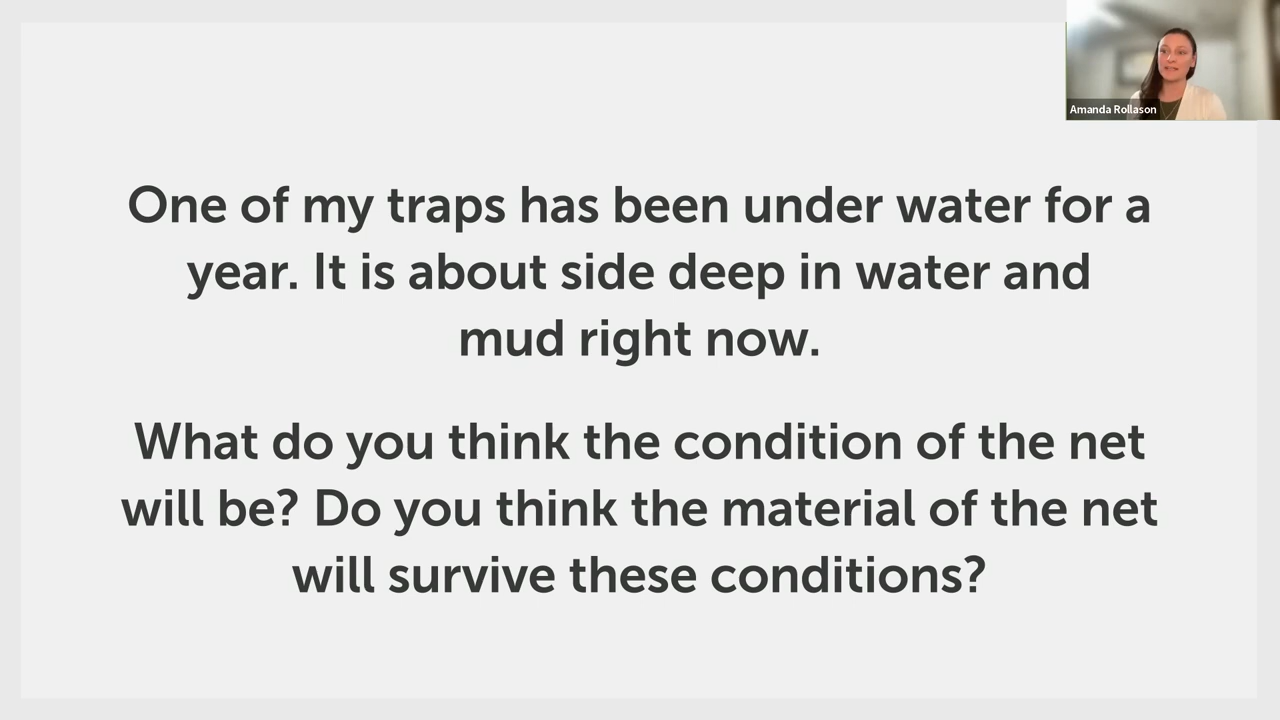 Amanda Rollason
One of my traps has been under water for a
year. It is about side deep in water and
mud right now.
What do you think the condition of the net
will be? Do you think the material of the net
will survive these conditions?